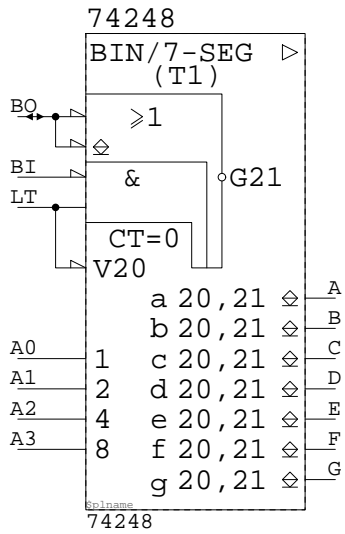 74248
BIN/7-SEG
(T1)
BO
≥1
BI
&
G21
LT
CT=0
V20
a 20,21
A
b 20,21
B
A0
1
c 20,21
C
A1
2
d 20,21
D
A2
4
e 20,21
E
A3
8
f 20,21
F
g 20,21
G
Splname
74248